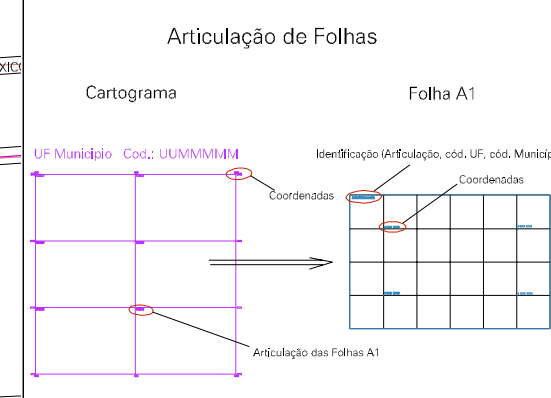 Articulação de Folhas
Cartograma
Folha A1
UF Municipio Cod.: UUMMMMM
Identificação (Articulação, cód. UF, cód. Municíp
Coordenadas
Coordenadas
Articulação das Folhas A1